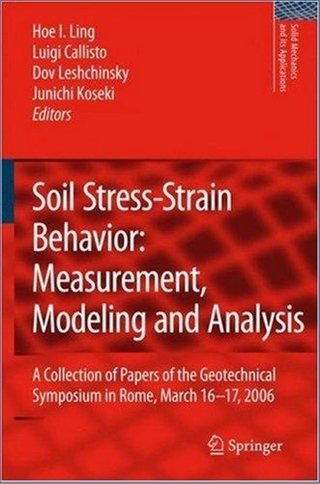 Hoe I. Ling
Luigi Callisto
Dov Leshchinsky
Junichi Koseki
Editors
Solid Mechanics
and its Applications
Soil Stress-Strain
Behavior:
Measurement,
Modeling and Analysis
A Collection of Papers of the Geotechnical
Symposium in Rome, March 16–17, 2006
Springer